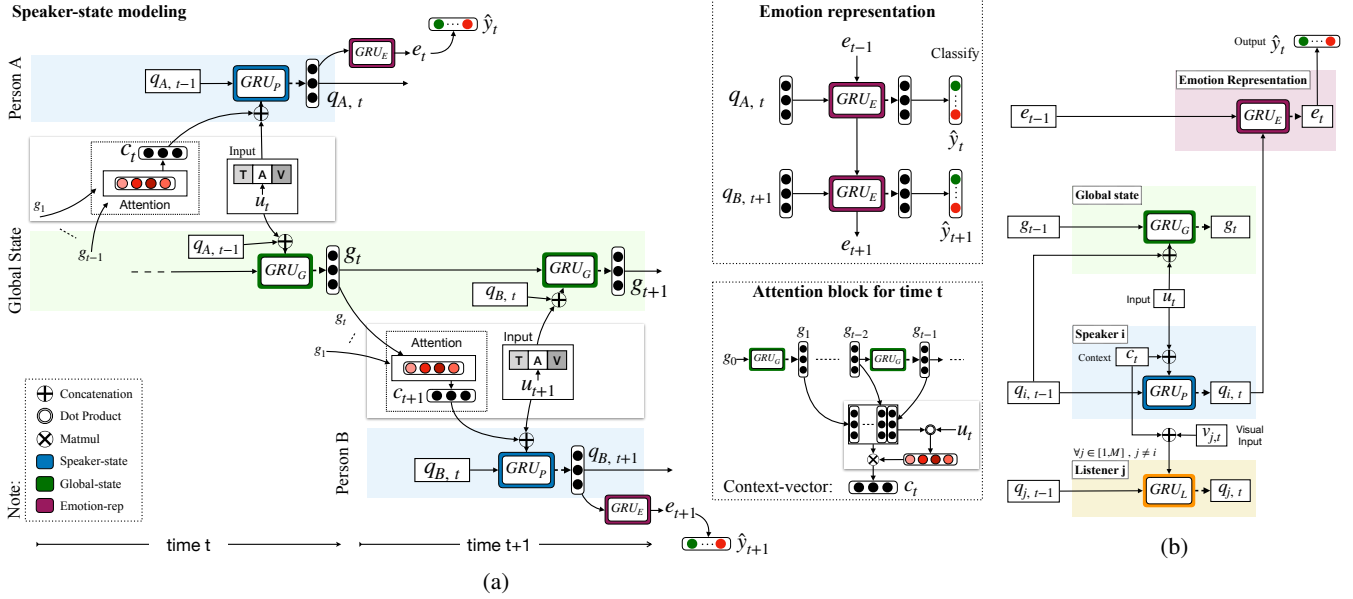 Speaker-state modeling
Person A
q_{A, t-1}
GRU_P
q_{A, t}
GRU_E
e_t
ŷ_t
c_t
Attention
g_1
g_{t-1}
Input
T A V
u_t
Global State
q_{A, t-1}
GRU_G
g_t
q_{B, t}
GRU_G
g_{t+1}
g_t
g_1
Attention
c_{t+1}
Input
T A V
u_{t+1}
Person B
q_{B, t}
GRU_P
q_{B, t+1}
GRU_E
e_{t+1}
ŷ_{t+1}
Note:
Concatenation
Dot Product
Matmul
Speaker-state
Global-state
Emotion-rep
time t
time t+1
(a)
Emotion representation
e_{t-1}
Classify
q_{A, t}
GRU_E
ŷ_t
q_{B, t+1}
GRU_E
ŷ_{t+1}
e_{t+1}
Attention block for time t
g_0
GRU_G
g_1
g_{t-2}
GRU_G
g_{t-1}
u_t
Context-vector: c_t
Output ŷ_t
Emotion Representation
e_{t-1}
GRU_E
e_t
Global state
g_{t-1}
GRU_G
g_t
Input u_t
Speaker i
Context c_t
q_{i, t-1}
GRU_P
q_{i, t}
v_{j,t}
Visual
Input
∀j ∈ [1,M] , j ≠ i
Listener j
q_{j, t-1}
GRU_L
q_{j, t}
(b)